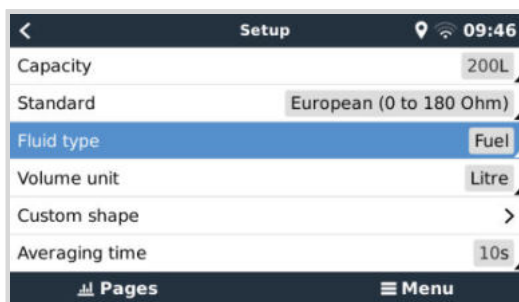 Setup 09:46
Capacity 200L
Standard European (0 to 180 Ohm)
Fluid type Fuel
Volume unit Litre
Custom shape
Averaging time 10s
Pages Menu